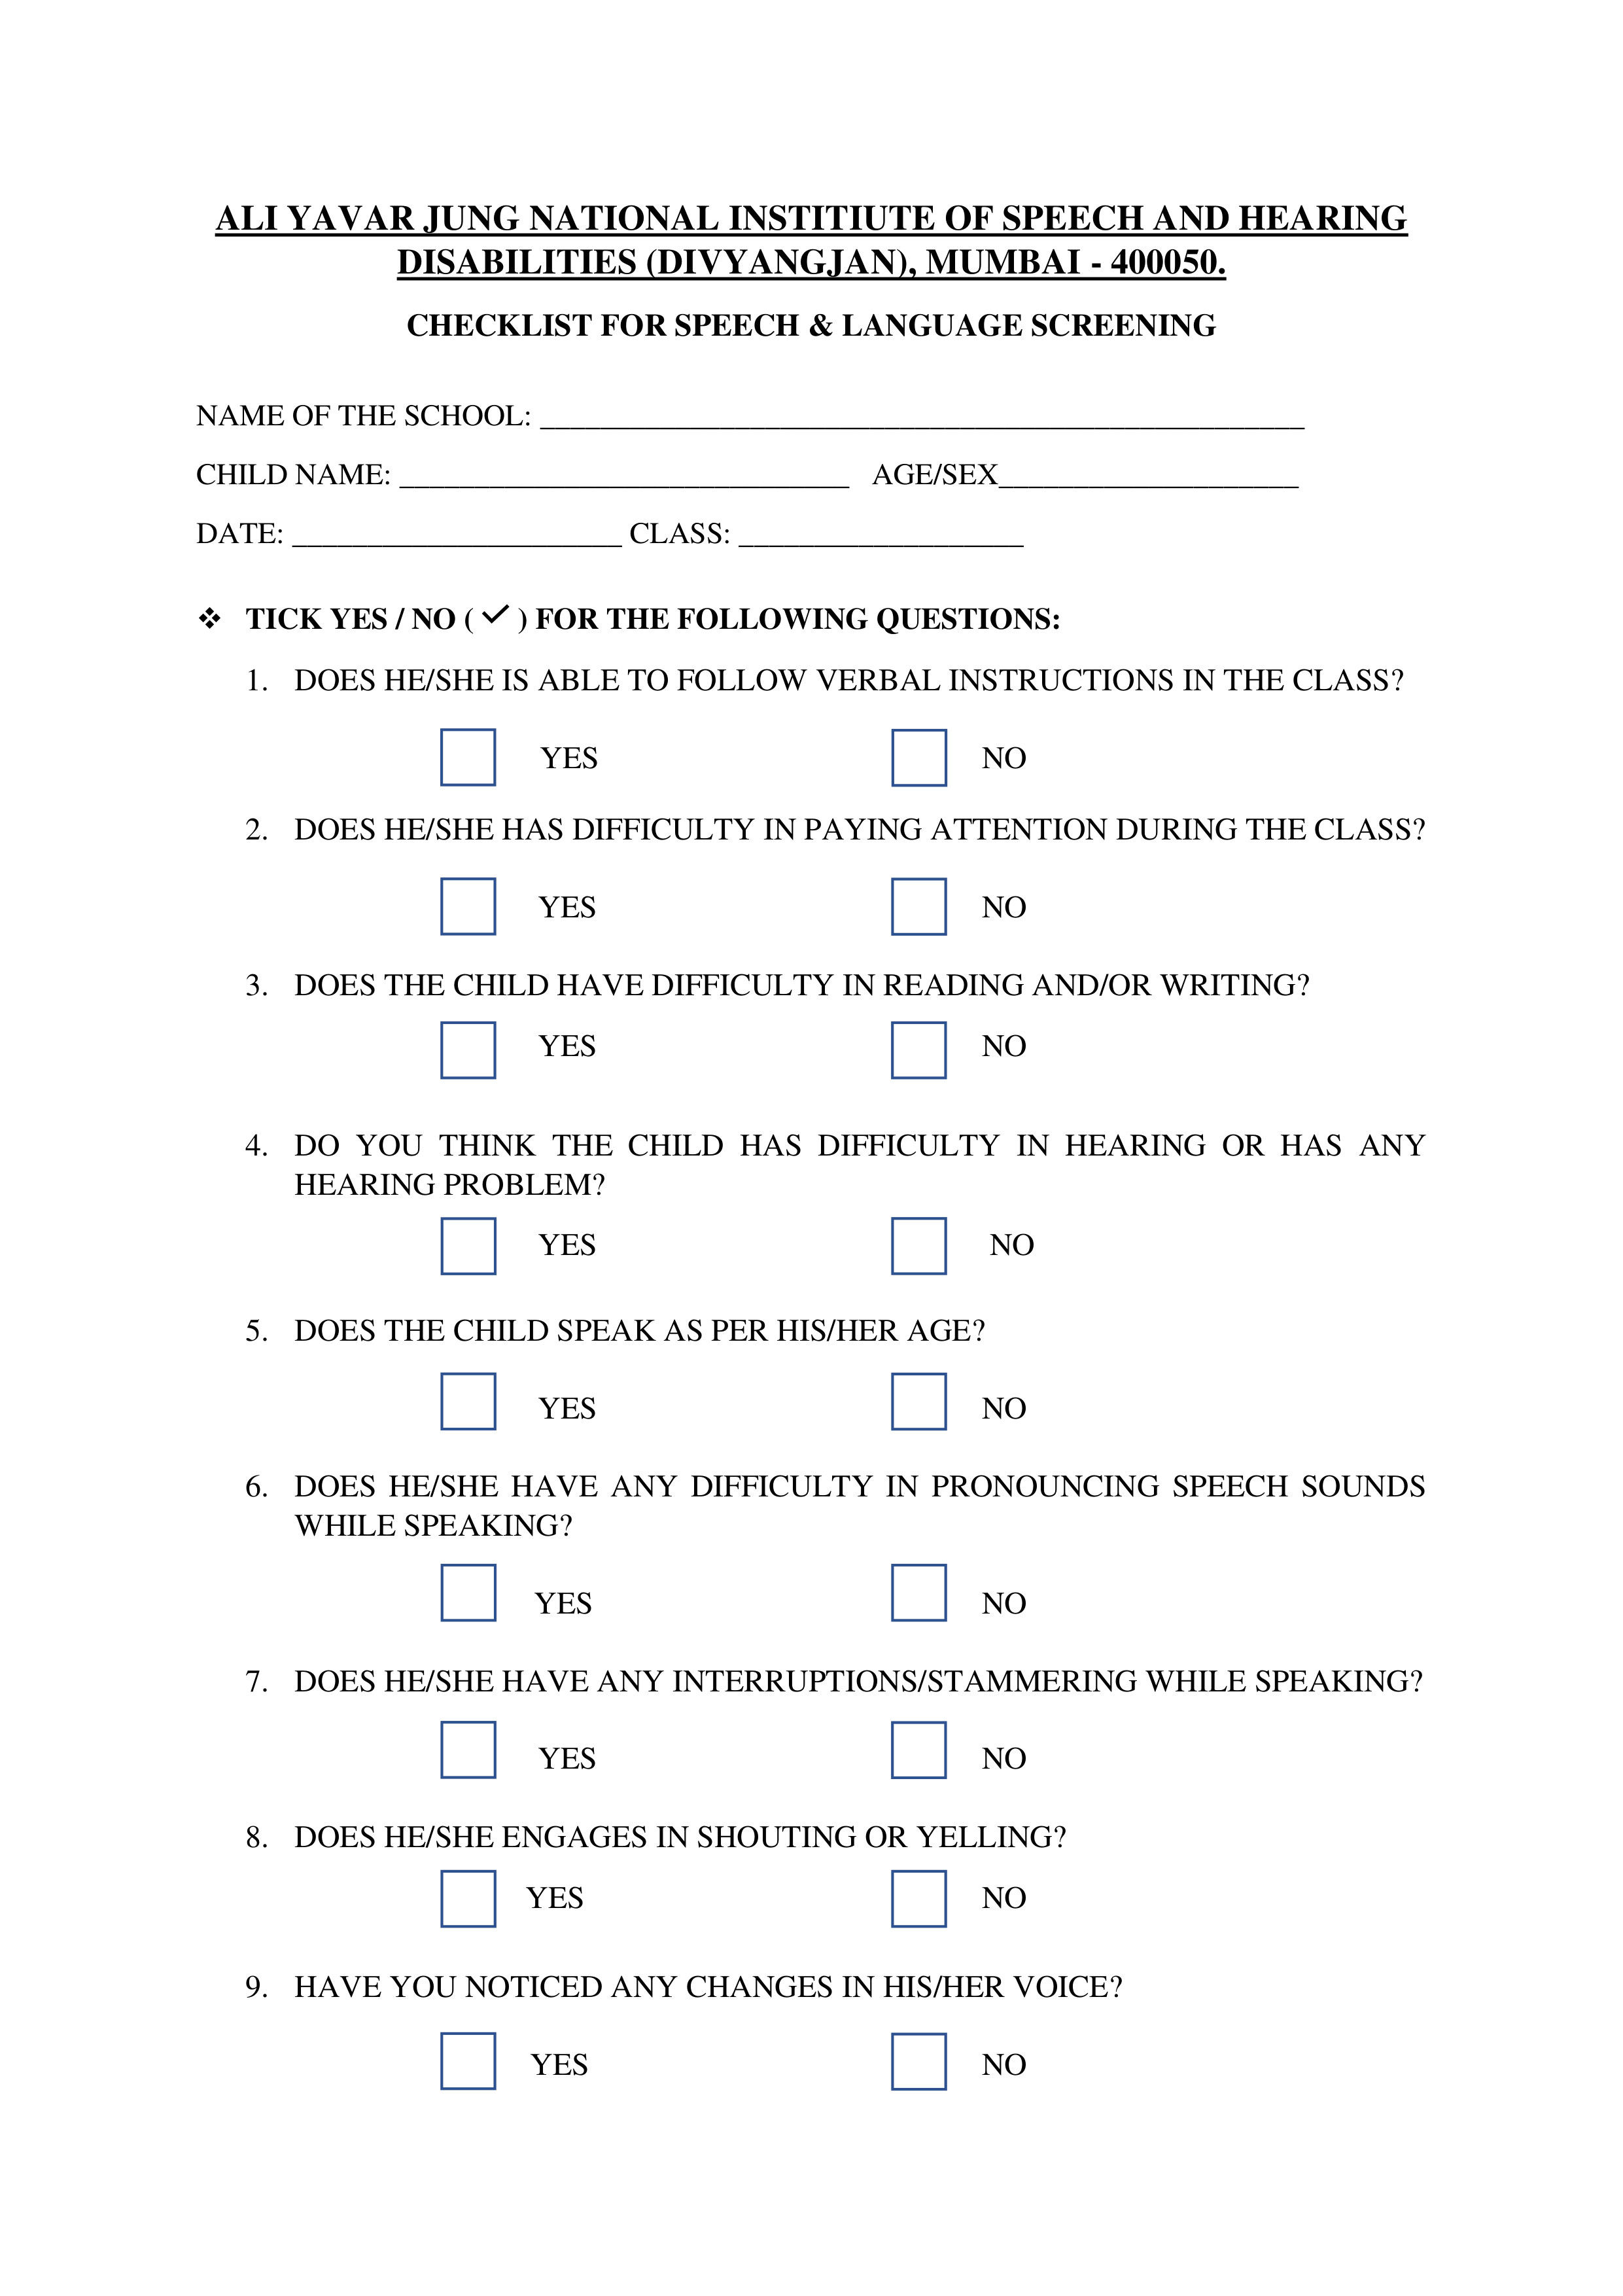 ALI YAVAR JUNG NATIONAL INSTITIUTE OF SPEECH AND HEARING
DISABILITIES (DIVYANGJAN), MUMBAI - 400050.
CHECKLIST FOR SPEECH & LANGUAGE SCREENING
NAME OF THE SCHOOL: ___________________________________________________
CHILD NAME: ______________________________ AGE/SEX____________________
DATE: ______________________ CLASS: ___________________
❖ TICK YES / NO ( ✓ ) FOR THE FOLLOWING QUESTIONS:
1. DOES HE/SHE IS ABLE TO FOLLOW VERBAL INSTRUCTIONS IN THE CLASS?
YES NO
2. DOES HE/SHE HAS DIFFICULTY IN PAYING ATTENTION DURING THE CLASS?
YES NO
3. DOES THE CHILD HAVE DIFFICULTY IN READING AND/OR WRITING?
YES NO
4. DO YOU THINK THE CHILD HAS DIFFICULTY IN HEARING OR HAS ANY
HEARING PROBLEM?
YES NO
5. DOES THE CHILD SPEAK AS PER HIS/HER AGE?
YES NO
6. DOES HE/SHE HAVE ANY DIFFICULTY IN PRONOUNCING SPEECH SOUNDS
WHILE SPEAKING?
YES NO
7. DOES HE/SHE HAVE ANY INTERRUPTIONS/STAMMERING WHILE SPEAKING?
YES NO
8. DOES HE/SHE ENGAGES IN SHOUTING OR YELLING?
YES NO
9. HAVE YOU NOTICED ANY CHANGES IN HIS/HER VOICE?
YES NO